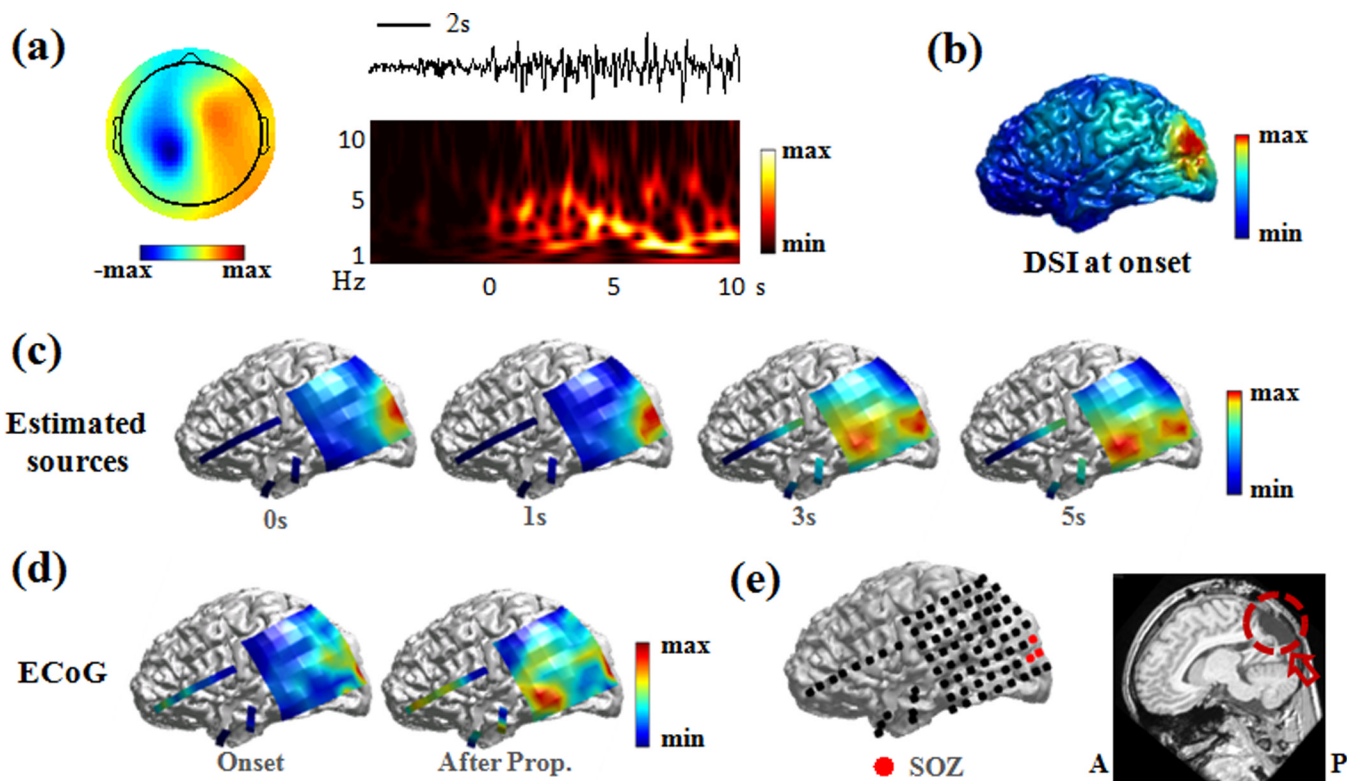 (a)
2s
-max max
10
5
1
Hz
0 5 10 s
max
min
(b)
max
min
DSI at onset
(c)
Estimated
sources
0s
1s
3s
5s
max
min
(d)
ECoG
Onset
After Prop.
max
min
(e)
SOZ
A
P